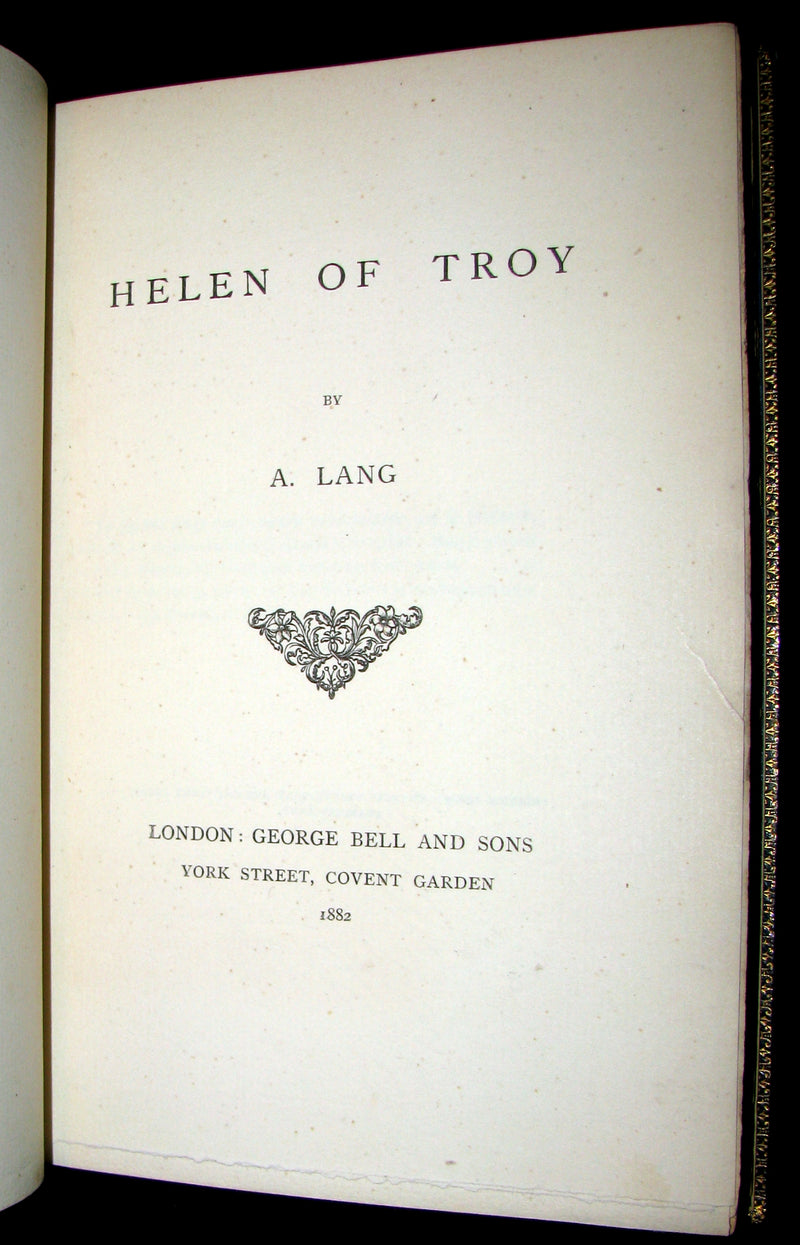 HELEN OF TROY
BY
A. LANG
LONDON: GEORGE BELL AND SONS
YORK STREET, COVENT GARDEN
1882